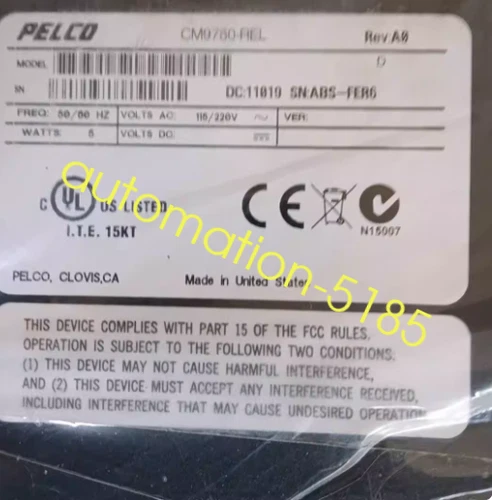 PELCO CM9760-REL Rev:A0
MODEL D
SN DC:11019 SN:ABS-FER6
FREQ: 50/60 HZ VOLTS AC: 115/220V VER:
WATTS: 5 VOLTS DC:
C UL US LISTED
I.T.E. 15KT
CE
N15007
PELCO, CLOVIS,CA Made in United States
automation-5185
THIS DEVICE COMPLIES WITH PART 15 OF THE FCC RULES.
OPERATION IS SUBJECT TO THE FOLLOWING TWO CONDITIONS:
(1) THIS DEVICE MAY NOT CAUSE HARMFUL INTERFERENCE,
AND (2) THIS DEVICE MUST ACCEPT ANY INTERFERENCE RECEIVED,
INCLUDING INTERFERENCE THAT MAY CAUSE UNDESIRED OPERATION